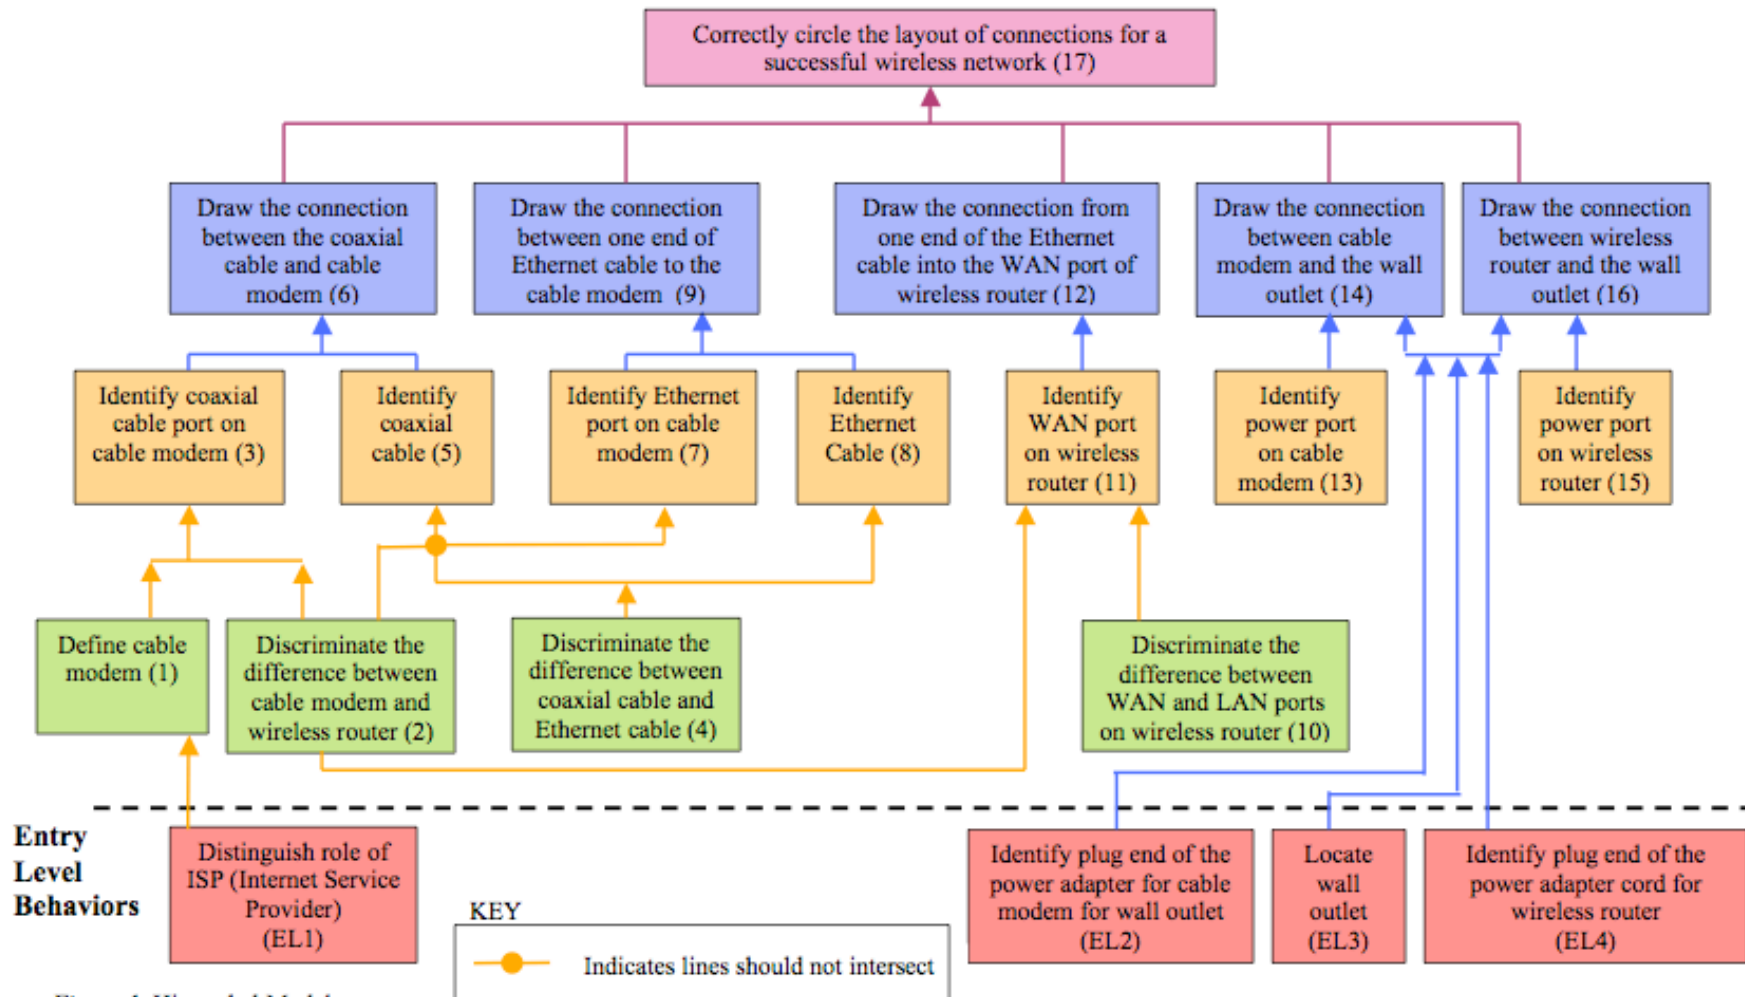 Correctly circle the layout of connections for a
successful wireless network (17)
Draw the connection
between the coaxial
cable and cable
modem (6)
Draw the connection
between one end of
Ethernet cable to the
cable modem (9)
Draw the connection from
one end of the Ethernet
cable into the WAN port of
wireless router (12)
Draw the connection
between cable
modem and the wall
outlet (14)
Draw the connection
between wireless
router and the wall
outlet (16)
Identify coaxial
cable port on
cable modem (3)
Identify
coaxial
cable (5)
Identify Ethernet
port on cable
modem (7)
Identify
Ethernet
Cable (8)
Identify
WAN port
on wireless
router (11)
Identify
power port
on cable
modem (13)
Identify
power port
on wireless
router (15)
Define cable
modem (1)
Discriminate the
difference between
cable modem and
wireless router (2)
Discriminate the
difference between
coaxial cable and
Ethernet cable (4)
Discriminate the
difference between
WAN and LAN ports
on wireless router (10)
Entry
Level
Behaviors
Distinguish role of
ISP (Internet Service
Provider)
(EL1)
Identify plug end of the
power adapter for cable
modem for wall outlet
(EL2)
Locate
wall
outlet
(EL3)
Identify plug end of the
power adapter cord for
wireless router
(EL4)
KEY
Indicates lines should not intersect